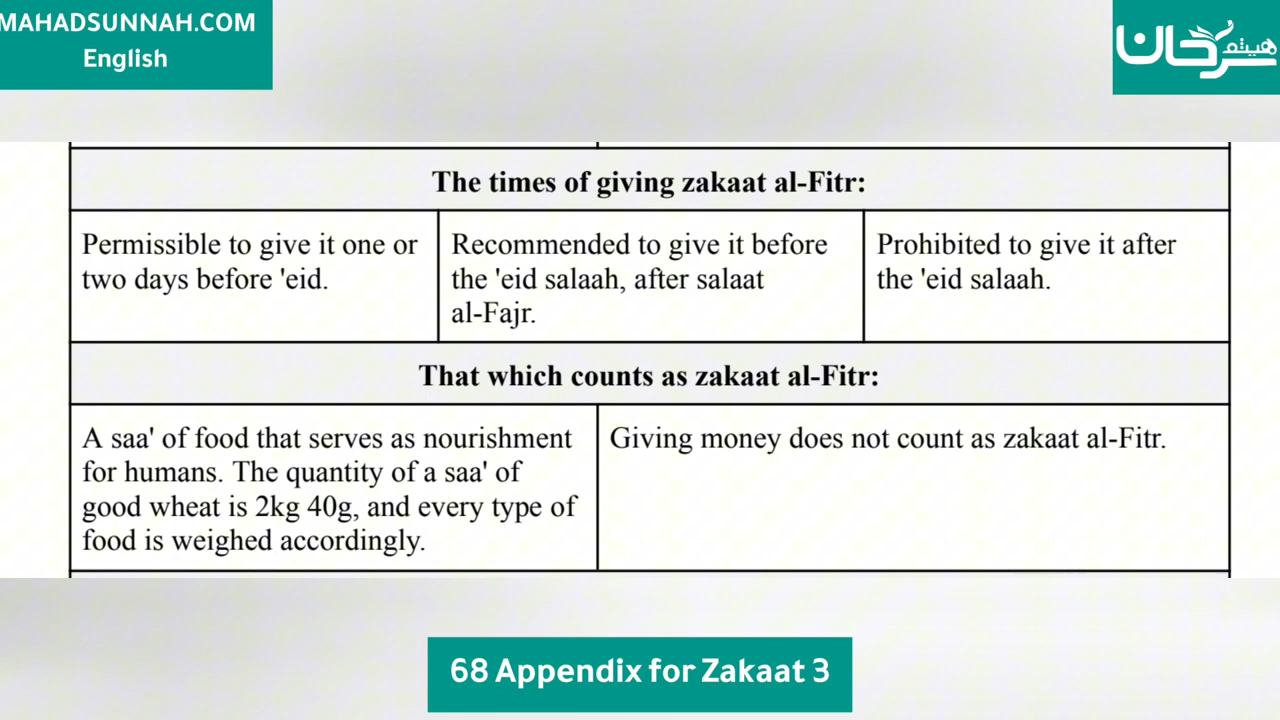 MAHADSUNNAH.COM
English
هيثم
سرحان
The times of giving zakaat al-Fitr:
Permissible to give it one or
two days before 'eid.
Recommended to give it before
the 'eid salaah, after salaat
al-Fajr.
Prohibited to give it after
the 'eid salaah.
That which counts as zakaat al-Fitr:
A saa' of food that serves as nourishment
for humans. The quantity of a saa' of
good wheat is 2kg 40g, and every type of
food is weighed accordingly.
Giving money does not count as zakaat al-Fitr.
68 Appendix for Zakaat 3